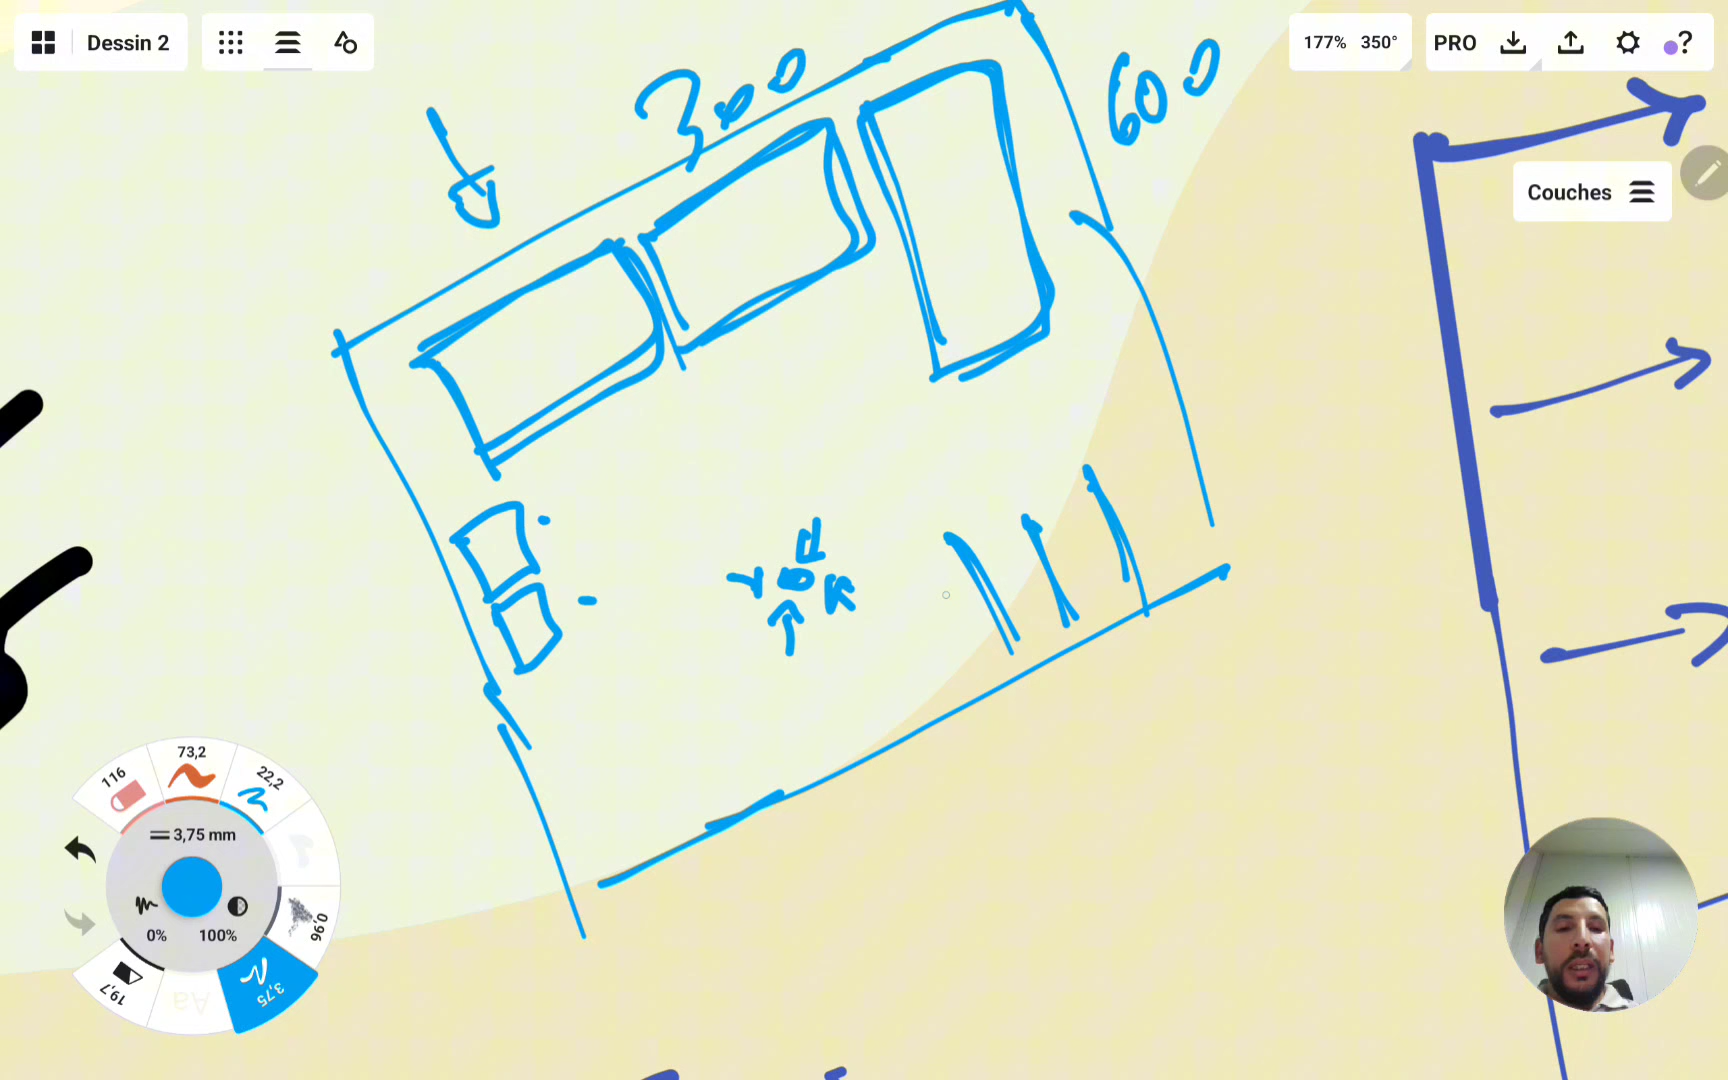 Dessin 2
177% 350°
PRO
?
300
600
Couches
73,2
116
22,2
3,75 mm
0%
100%
0,96
3,75
Aa
19,7